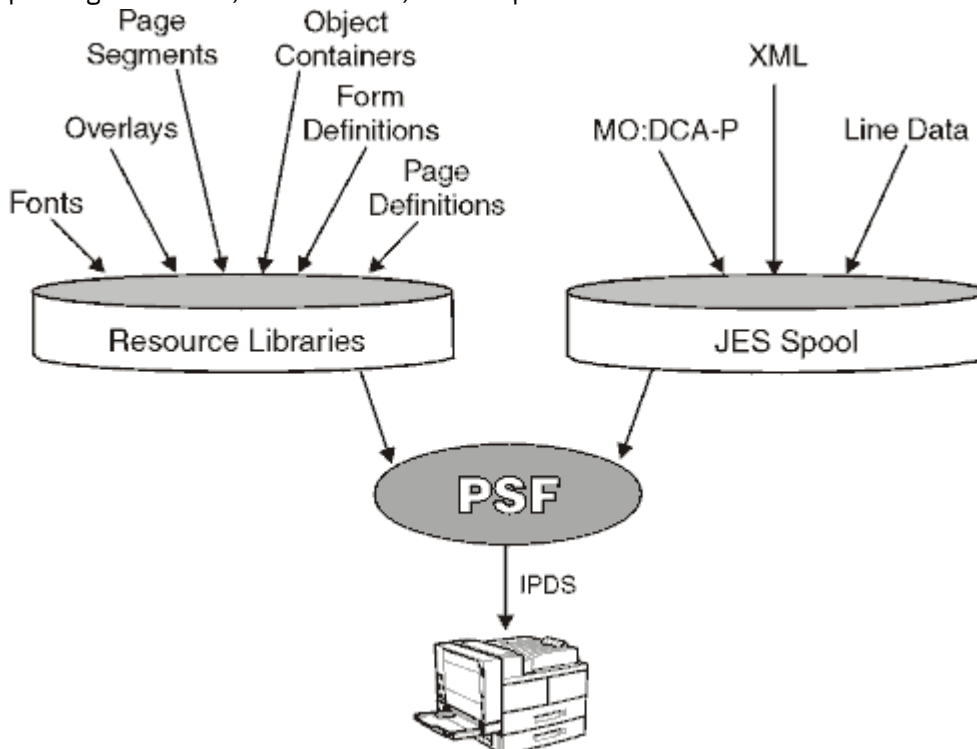 Page
Segments
Object
Containers
XML
Overlays
Form
Definitions
MO:DCA-P
Line Data
Fonts
Page
Definitions
Resource Libraries
JES Spool
PSF
IPDS